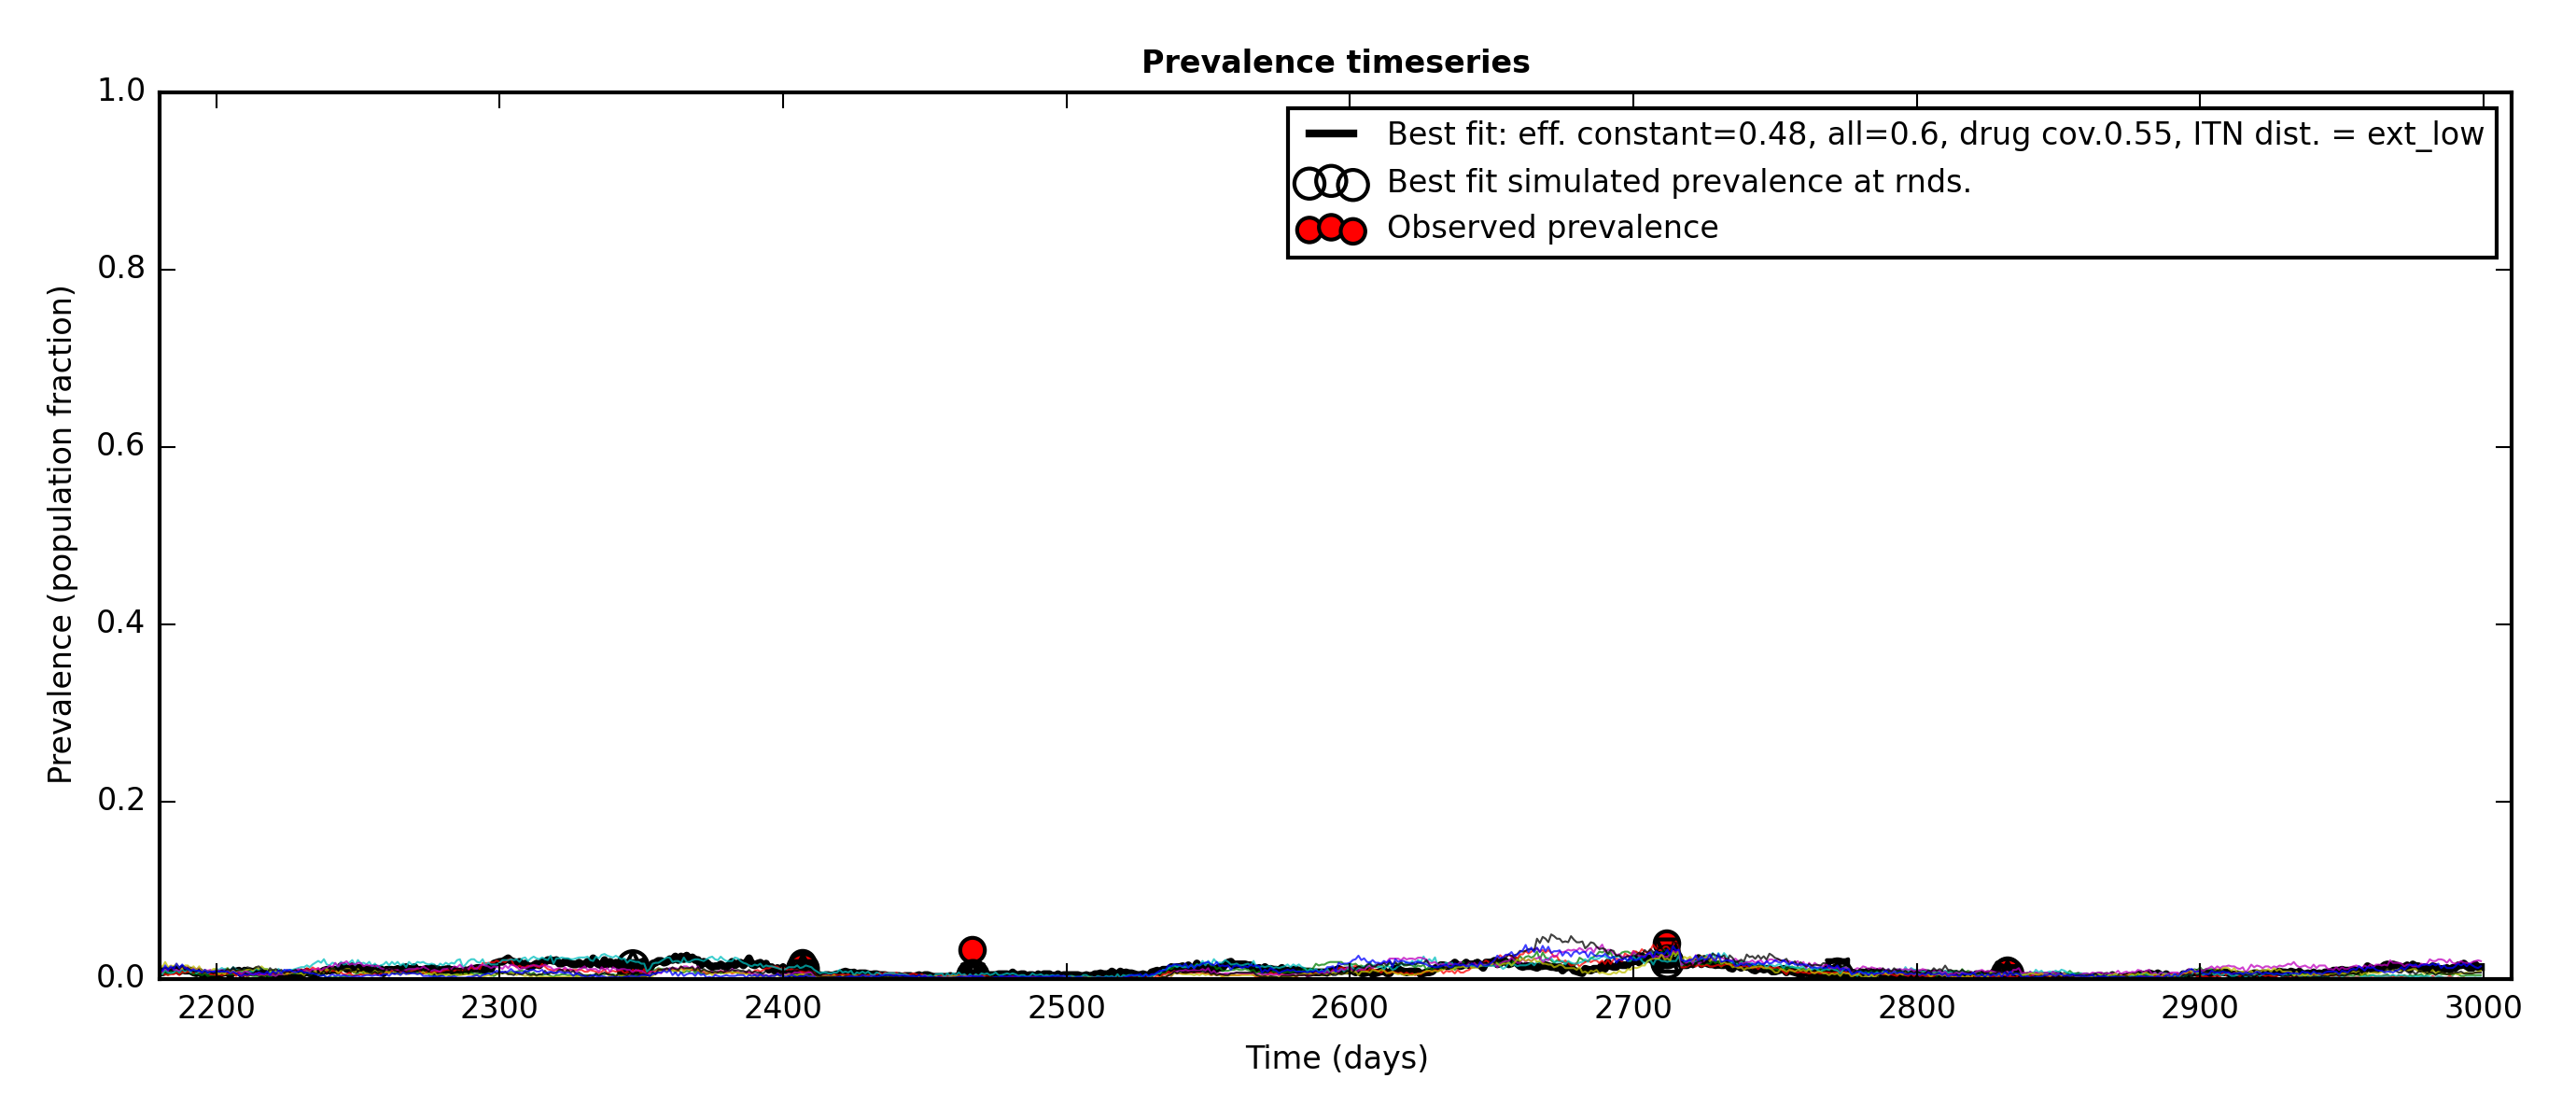 Prevalence timeseries
Best fit: eff. constant=0.48, all=0.6, drug cov.0.55, ITN dist. = ext_low
Best fit simulated prevalence at rnds.
Observed prevalence
Prevalence (population fraction)
1.0
0.8
0.6
0.4
0.2
0.0
2200 2300 2400 2500 2600 2700 2800 2900 3000
Time (days)